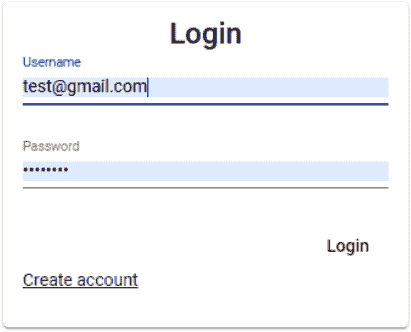 Login
Username
test@gmail.com
Password
••••••••
Login
Create account